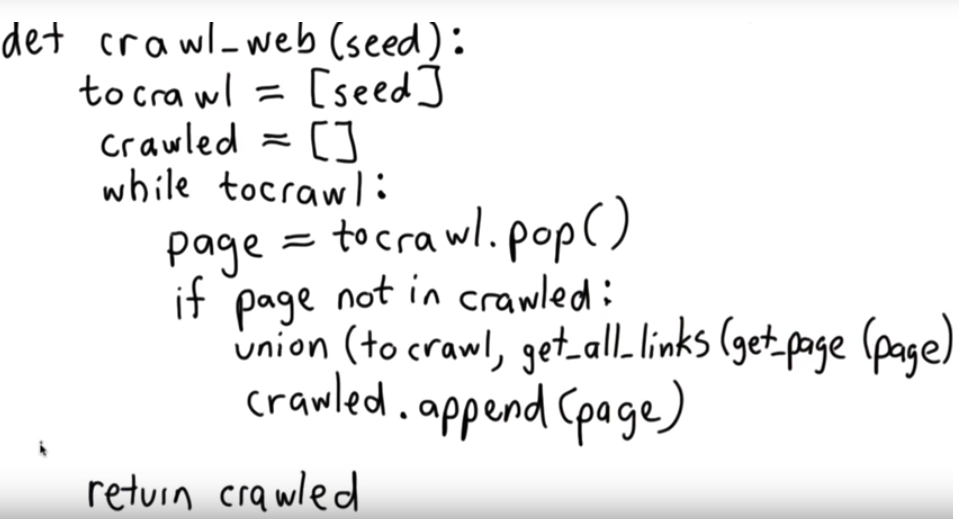 def crawl_web(seed):
tocrawl = [seed]
crawled = []
while tocrawl:
page = tocrawl.pop()
if page not in crawled:
union(tocrawl, get_all_links(get_page(page)
crawled.append(page)
return crawled